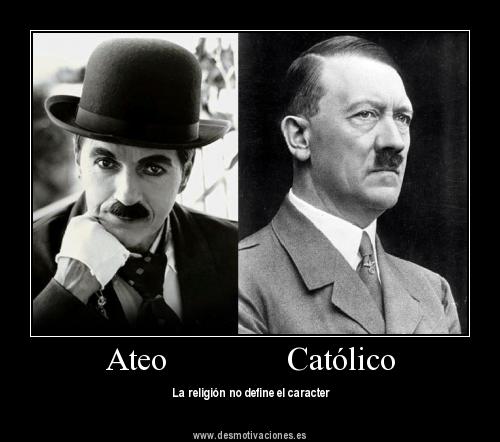 Ateo Católico
La religión no define el caracter
www.desmotivaciones.es